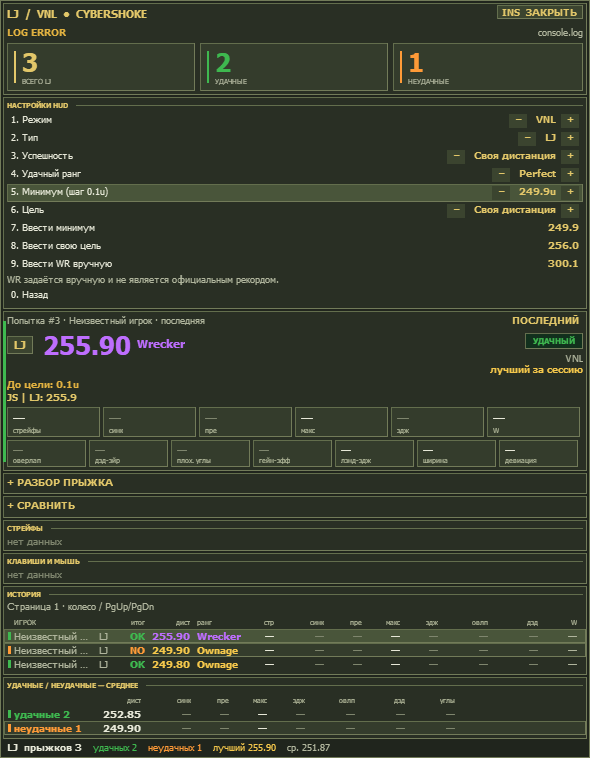 LJ / VNL • CYBERSHOKE INS ЗАКРЫТЬ
LOG ERROR console.log
3 2 1
ВСЕГО LJ УДАЧНЫЕ НЕУДАЧНЫЕ
НАСТРОЙКИ HUD
1. Режим − VNL +
2. Тип − LJ +
3. Успешность − Своя дистанция +
4. Удачный ранг − Perfect +
5. Минимум (шаг 0.1u) − 249.9u +
6. Цель − Своя дистанция +
7. Ввести минимум 249.9
8. Ввести свою цель 256.0
9. Ввести WR вручную 300.1
WR задаётся вручную и не является официальным рекордом.
0. Назад
Попытка #3 · Неизвестный игрок · последняя ПОСЛЕДНИЙ
LJ 255.90 Wrecker УДАЧНЫЙ
VNL
лучший за сессию
До цели: 0.1u
JS | LJ: 255.9
— — — — — —
стрейфы синк пре макс эдж W
— — — — — — —
оверлап дэд-эйр плох. углы гейн-эфф лэнд-эдж ширина девиация
+ РАЗБОР ПРЫЖКА
+ СРАВНИТЬ
СТРЕЙФЫ
нет данных
КЛАВИШИ И МЫШЬ
нет данных
ИСТОРИЯ
Страница 1 · колесо / PgUp/PgDn
ИГРОК итог дист ранг стр синк пре макс эдж овлп дэд W
Неизвестный ... LJ OK 255.90 Wrecker — — — — — — — —
Неизвестный ... LJ NO 249.90 Ownage — — — — — — — —
Неизвестный ... LJ OK 249.80 Ownage — — — — — — — —
УДАЧНЫЕ / НЕУДАЧНЫЕ — СРЕДНЕЕ
дист синк пре макс эдж овлп дэд углы
удачные 2 252.85 — — — — — — —
неудачные 1 249.90 — — — — — — —
LJ прыжков 3 удачных 2 неудачных 1 лучший 255.90 ср. 251.87